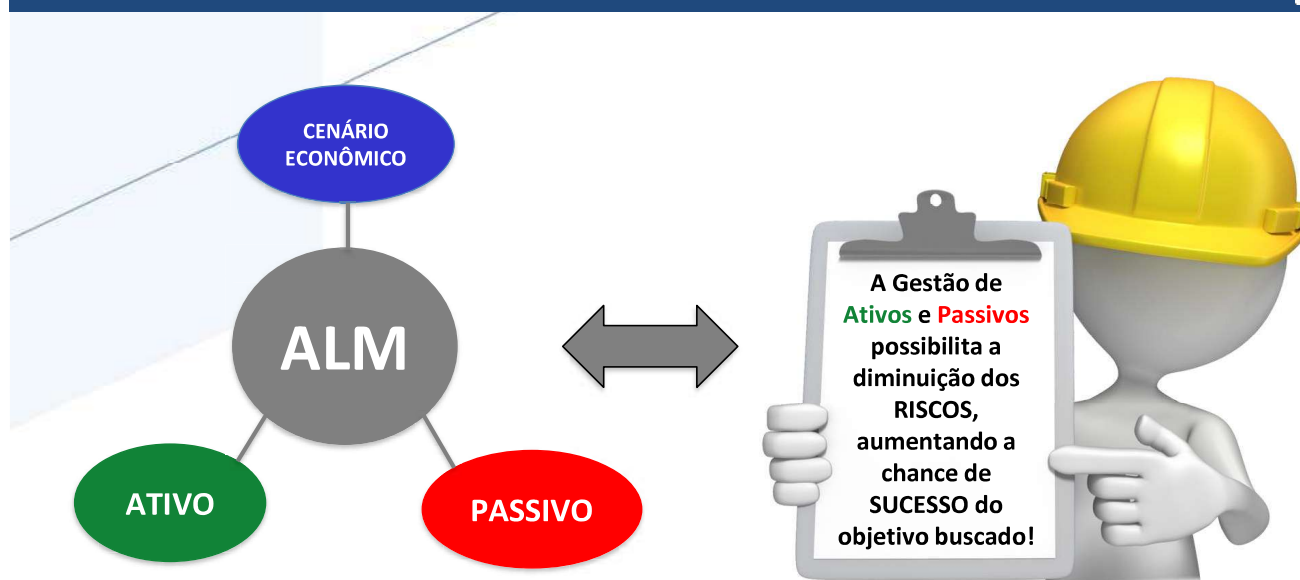 CENÁRIO
ECONÔMICO
ALM
ATIVO
PASSIVO
A Gestão de
Ativos e Passivos
possibilita a
diminuição dos
RISCOS,
aumentando a
chance de
SUCESSO do
objetivo buscado!